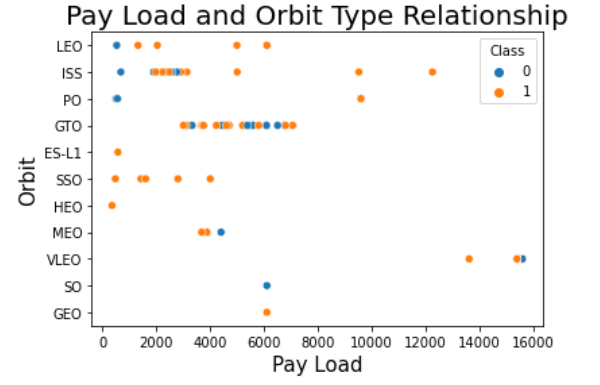 Pay Load and Orbit Type Relationship
Class
0
1
Orbit
LEO
ISS
PO
GTO
ES-L1
SSO
HEO
MEO
VLEO
SO
GEO
0 2000 4000 6000 8000 10000 12000 14000 16000
Pay Load